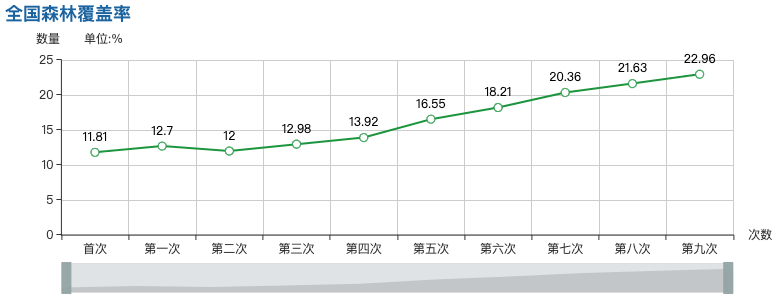 全国森林覆盖率
数量 单位:%
25
20
15
10
5
0
11.81 12.7 12 12.98 13.92 16.55 18.21 20.36 21.63 22.96
首次 第一次 第二次 第三次 第四次 第五次 第六次 第七次 第八次 第九次
次数